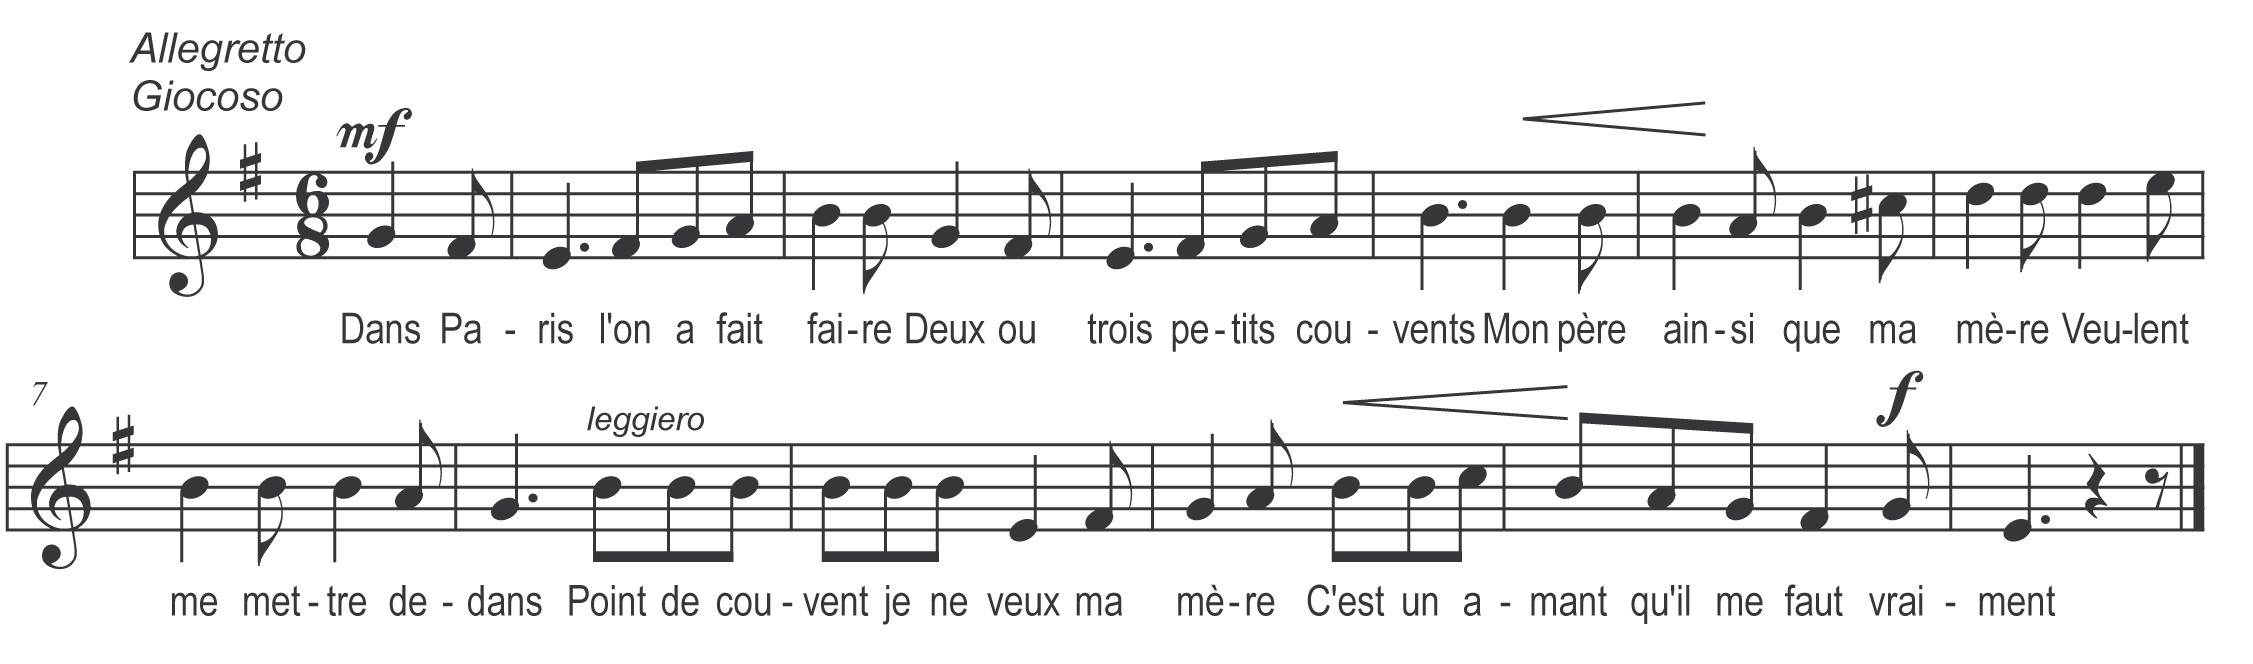 Allegretto
Giocoso
mf
6
8
Dans Pa - ris l'on a fait fai-re Deux ou trois pe-tits cou - vents Mon père ain-si que ma mè-re Veu-lent
7
leggiero
f
me met-tre de - dans Point de cou - vent je ne veux ma mè-re C'est un a - mant qu'il me faut vrai - ment